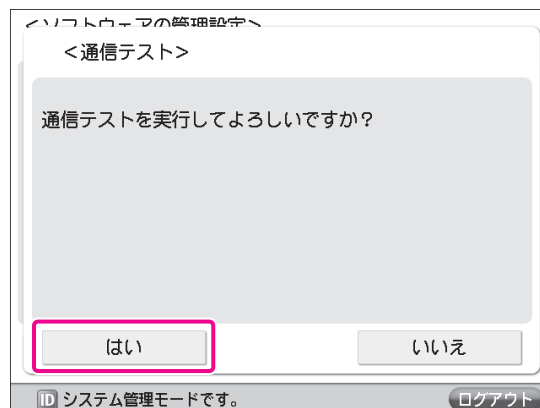 <ソフトウェアの管理設定>
<通信テスト>
通信テストを実行してよろしいですか？
はい
いいえ
ID システム管理モードです。
ログアウト